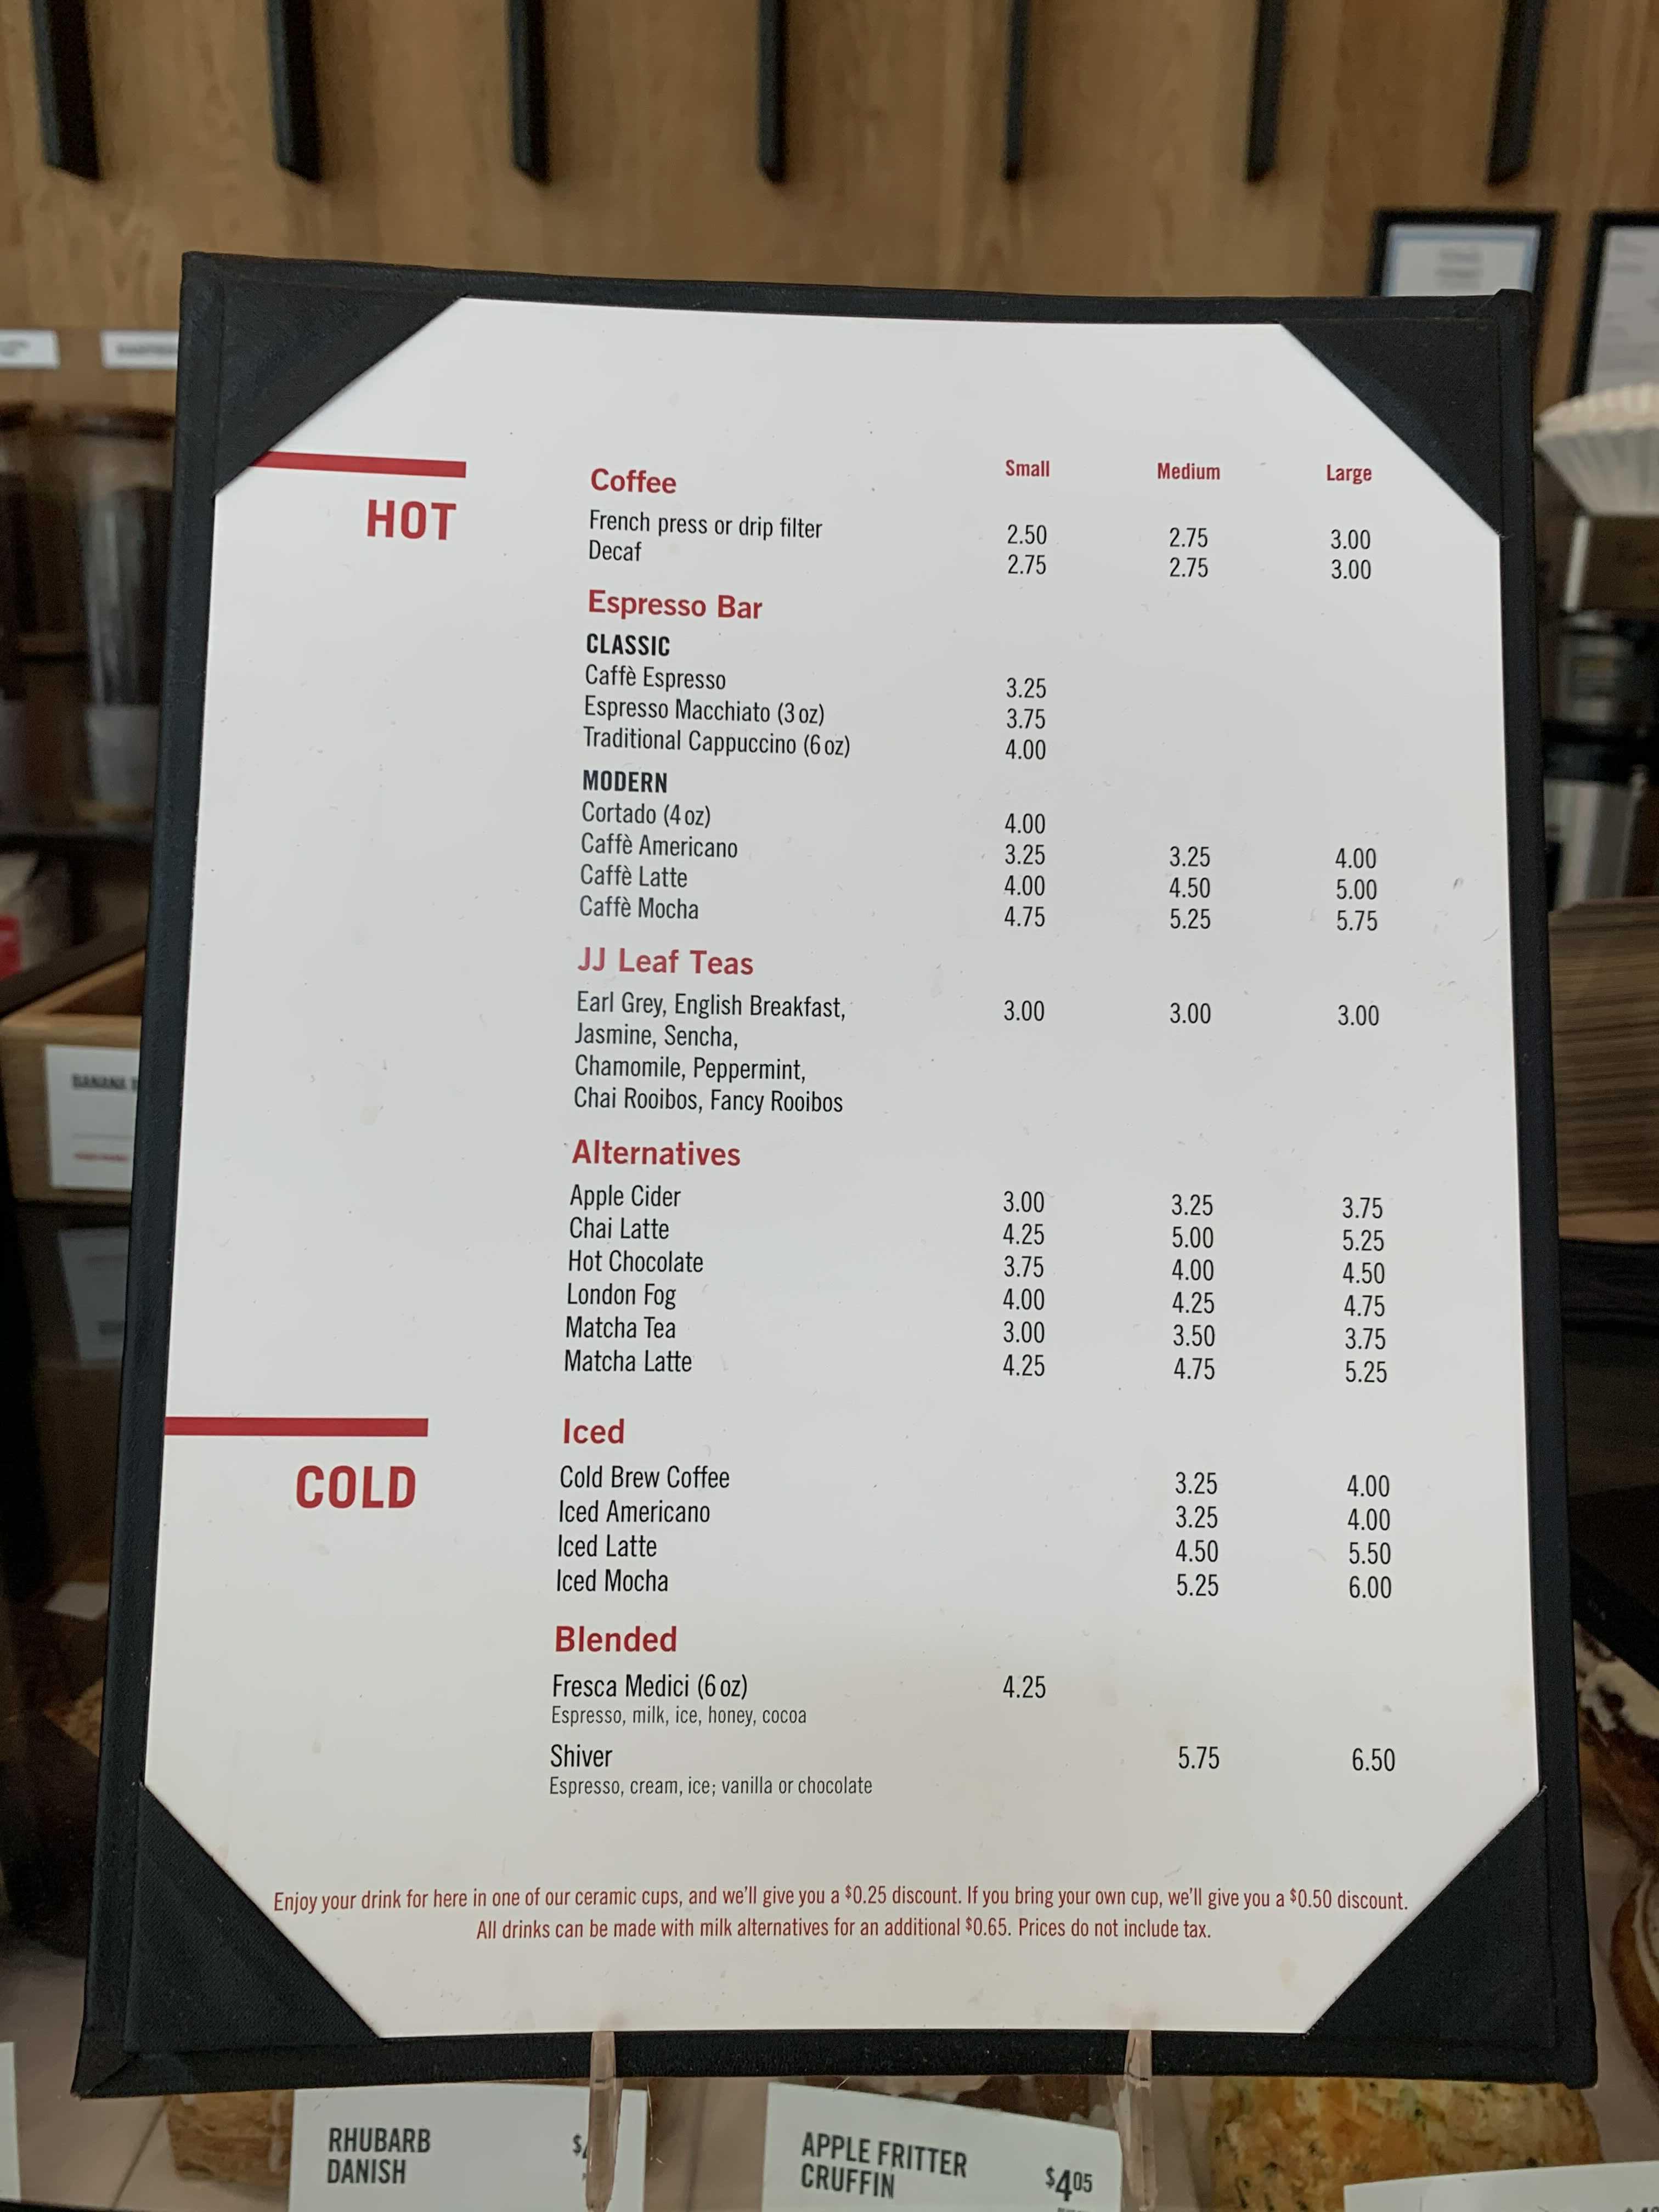 HOT
Coffee Small Medium Large
French press or drip filter 2.50 2.75 3.00
Decaf 2.75 2.75 3.00
Espresso Bar
CLASSIC
Caffè Espresso 3.25
Espresso Macchiato (3 oz) 3.75
Traditional Cappuccino (6 oz) 4.00
MODERN
Cortado (4 oz) 4.00
Caffè Americano 3.25 3.25 4.00
Caffè Latte 4.00 4.50 5.00
Caffè Mocha 4.75 5.25 5.75
JJ Leaf Teas
Earl Grey, English Breakfast, 3.00 3.00 3.00
Jasmine, Sencha,
Chamomile, Peppermint,
Chai Rooibos, Fancy Rooibos
Alternatives
Apple Cider 3.00 3.25 3.75
Chai Latte 4.25 5.00 5.25
Hot Chocolate 3.75 4.00 4.50
London Fog 4.00 4.25 4.75
Matcha Tea 3.00 3.50 3.75
Matcha Latte 4.25 4.75 5.25
COLD
Iced
Cold Brew Coffee 3.25 4.00
Iced Americano 3.25 4.00
Iced Latte 4.50 5.50
Iced Mocha 5.25 6.00
Blended
Fresca Medici (6 oz) 4.25
Espresso, milk, ice, honey, cocoa
Shiver 5.75 6.50
Espresso, cream, ice; vanilla or chocolate
Enjoy your drink for here in one of our ceramic cups, and we'll give you a $0.25 discount. If you bring your own cup, we'll give you a $0.50 discount.
All drinks can be made with milk alternatives for an additional $0.65. Prices do not include tax.
BANANA
RHUBARB
DANISH
APPLE FRITTER
CRUFFIN $4.05